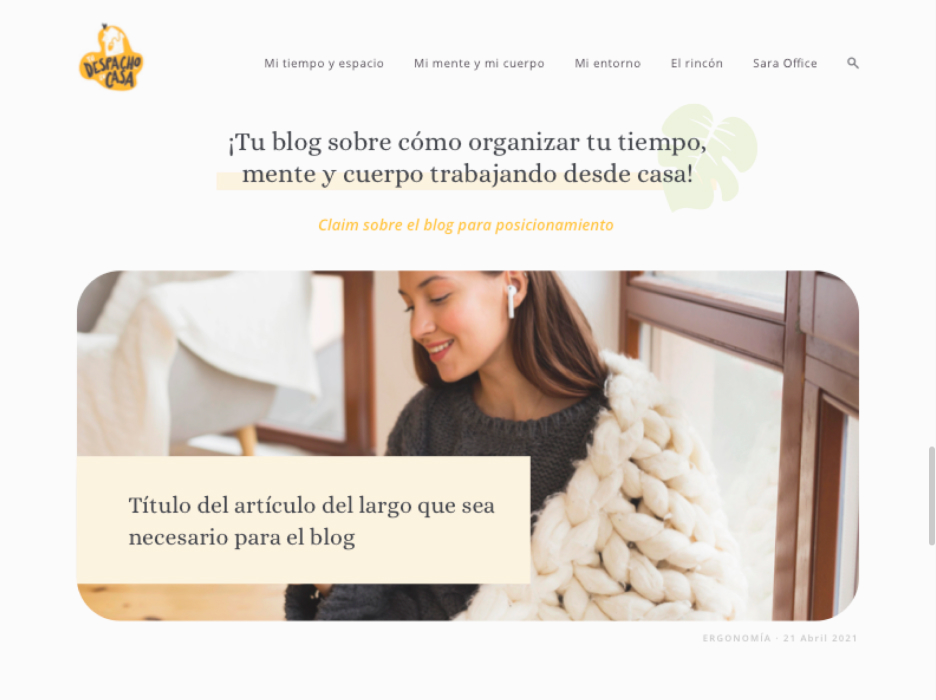 DESPACHO
CASA
Mi tiempo y espacio Mi mente y mi cuerpo Mi entorno El rincón Sara Office
¡Tu blog sobre cómo organizar tu tiempo,
mente y cuerpo trabajando desde casa!
Claim sobre el blog para posicionamiento
Título del artículo del largo que sea
necesario para el blog
ERGONOMÍA · 21 Abril 2021